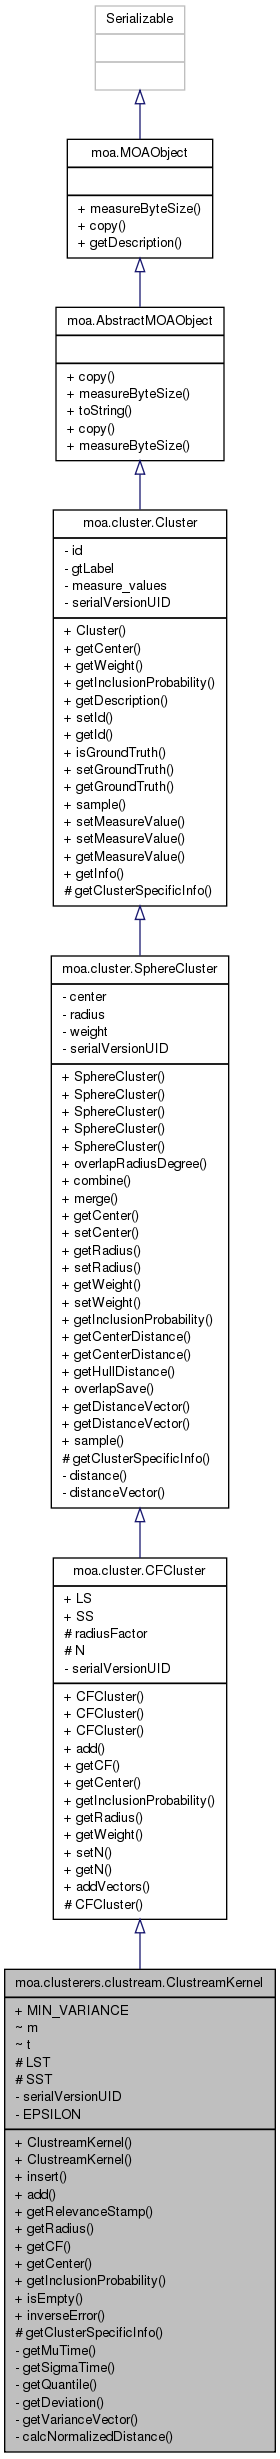 Serializable
moa.MOAObject
+ measureByteSize()
+ copy()
+ getDescription()
moa.AbstractMOAObject
+ copy()
+ measureByteSize()
+ toString()
+ copy()
+ measureByteSize()
moa.cluster.Cluster
- id
- gtLabel
- measure_values
- serialVersionUID
+ Cluster()
+ getCenter()
+ getWeight()
+ getInclusionProbability()
+ getDescription()
+ setId()
+ getId()
+ isGroundTruth()
+ setGroundTruth()
+ getGroundTruth()
+ sample()
+ setMeasureValue()
+ setMeasureValue()
+ getMeasureValue()
+ getInfo()
# getClusterSpecificInfo()
moa.cluster.SphereCluster
- center
- radius
- weight
- serialVersionUID
+ SphereCluster()
+ SphereCluster()
+ SphereCluster()
+ SphereCluster()
+ SphereCluster()
+ overlapRadiusDegree()
+ combine()
+ merge()
+ getCenter()
+ setCenter()
+ getRadius()
+ setRadius()
+ getWeight()
+ setWeight()
+ getInclusionProbability()
+ getCenterDistance()
+ getCenterDistance()
+ getHullDistance()
+ overlapSave()
+ getDistanceVector()
+ getDistanceVector()
+ sample()
# getClusterSpecificInfo()
- distance()
- distanceVector()
moa.cluster.CFCluster
+ LS
+ SS
# radiusFactor
# N
- serialVersionUID
+ CFCluster()
+ CFCluster()
+ CFCluster()
+ add()
+ getCF()
+ getCenter()
+ getInclusionProbability()
+ getRadius()
+ getWeight()
+ setN()
+ getN()
+ addVectors()
# CFCluster()
moa.clusterers.clustream.ClustreamKernel
+ MIN_VARIANCE
~ m
~ t
# LST
# SST
- serialVersionUID
- EPSILON
+ ClustreamKernel()
+ ClustreamKernel()
+ insert()
+ add()
+ getRelevanceStamp()
+ getRadius()
+ getCF()
+ getCenter()
+ getInclusionProbability()
+ isEmpty()
+ inverseError()
# getClusterSpecificInfo()
- getMuTime()
- getSigmaTime()
- getQuantile()
- getDeviation()
- getVarianceVector()
- calcNormalizedDistance()